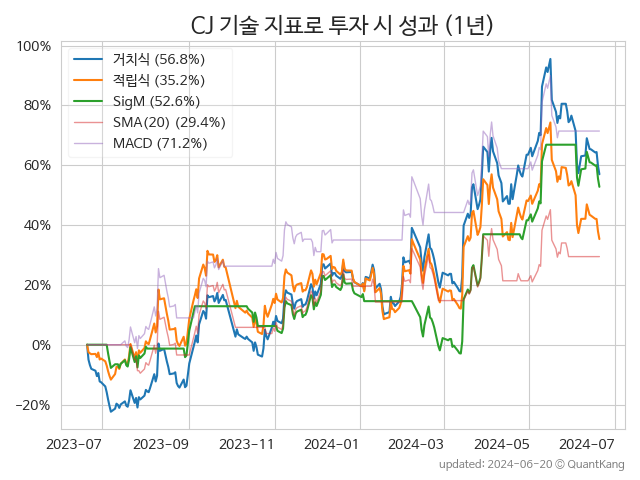 CJ 기술 지표로 투자 시 성과 (1년)
100%
80%
60%
40%
20%
0%
−20%
거치식 (56.8%)
적립식 (35.2%)
SigM (52.6%)
SMA(20) (29.4%)
MACD (71.2%)
2023-07
2023-09
2023-11
2024-01
2024-03
2024-05
2024-07
updated: 2024-06-20 © QuantKang